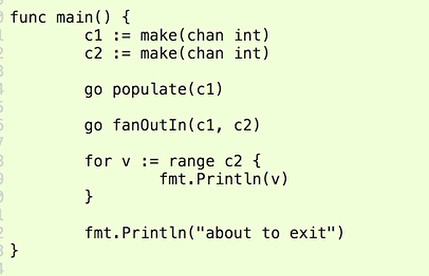 func main() {
c1 := make(chan int)
c2 := make(chan int)
go populate(c1)
go fanOutIn(c1, c2)
for v := range c2 {
fmt.Println(v)
}
fmt.Println("about to exit")
}